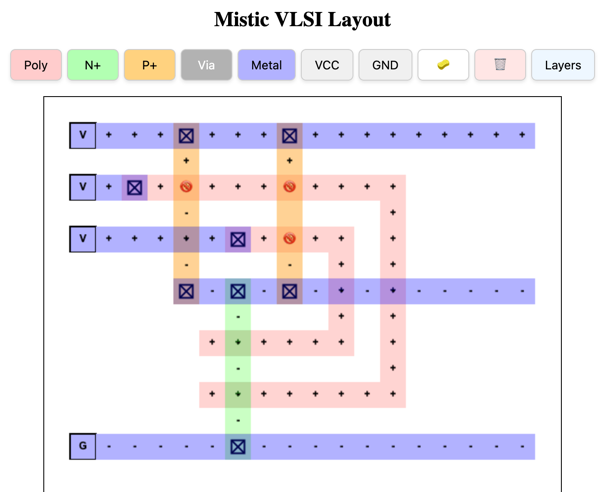 Mistic VLSI Layout
Poly N+ P+ Via Metal VCC GND Layers
V + + + + + + + + + + + + + + +
+ +
V + + + + + + + + +
- +
V + + + + + + + + +
- - + +
- - - + - + - - - - -
- + +
+ + + + + + +
- +
+ + + + + + + +
-
G - - - - - - - - - - - - - - - -